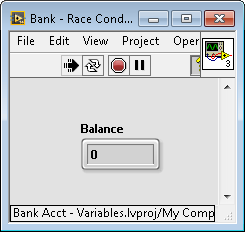 Bank - Race Cond...
File Edit View Project Oper
3
Balance
0
Bank Acct - Variables.lvproj/My Comp